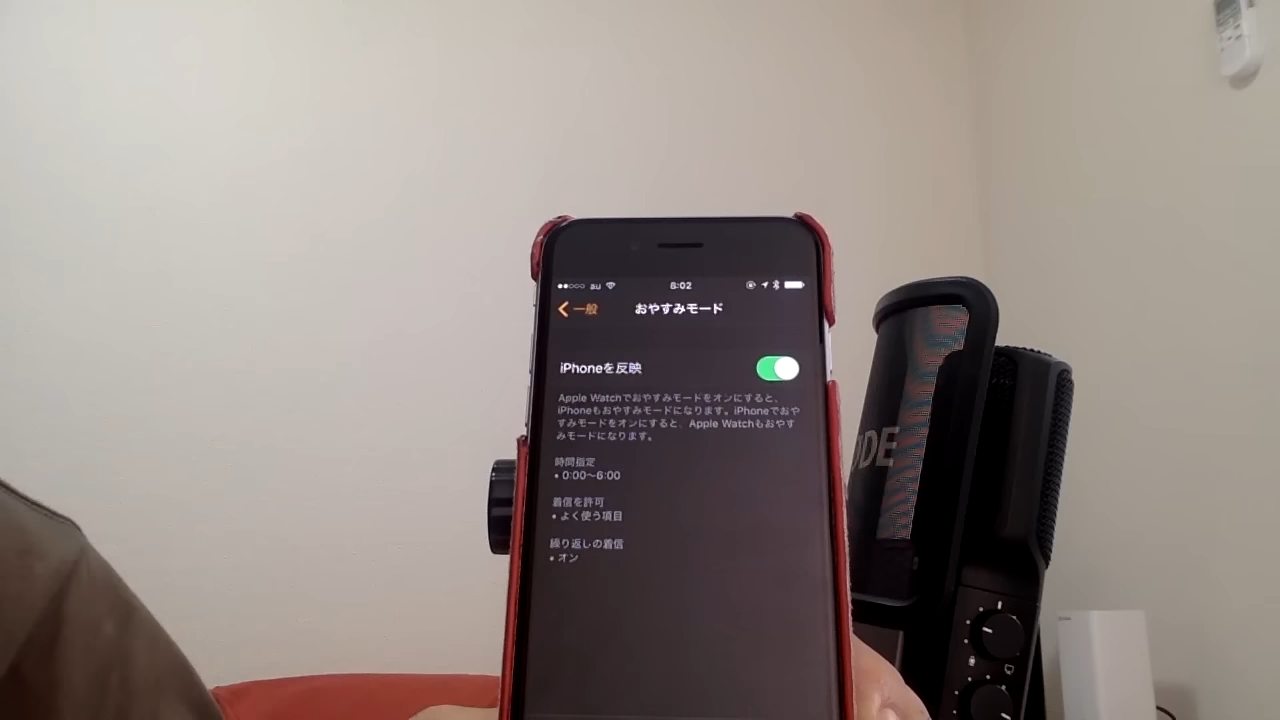 au 6:02
一般 おやすみモード
iPhoneを反映
Apple Watchでおやすみモードをオンにすると、
iPhoneもおやすみモードになります。iPhoneでおや
すみモードをオンにすると、Apple Watchもおやす
みモードになります。
時間指定
• 0:00〜6:00
着信を許可
• よく使う項目
繰り返しの着信
• オン
ODE